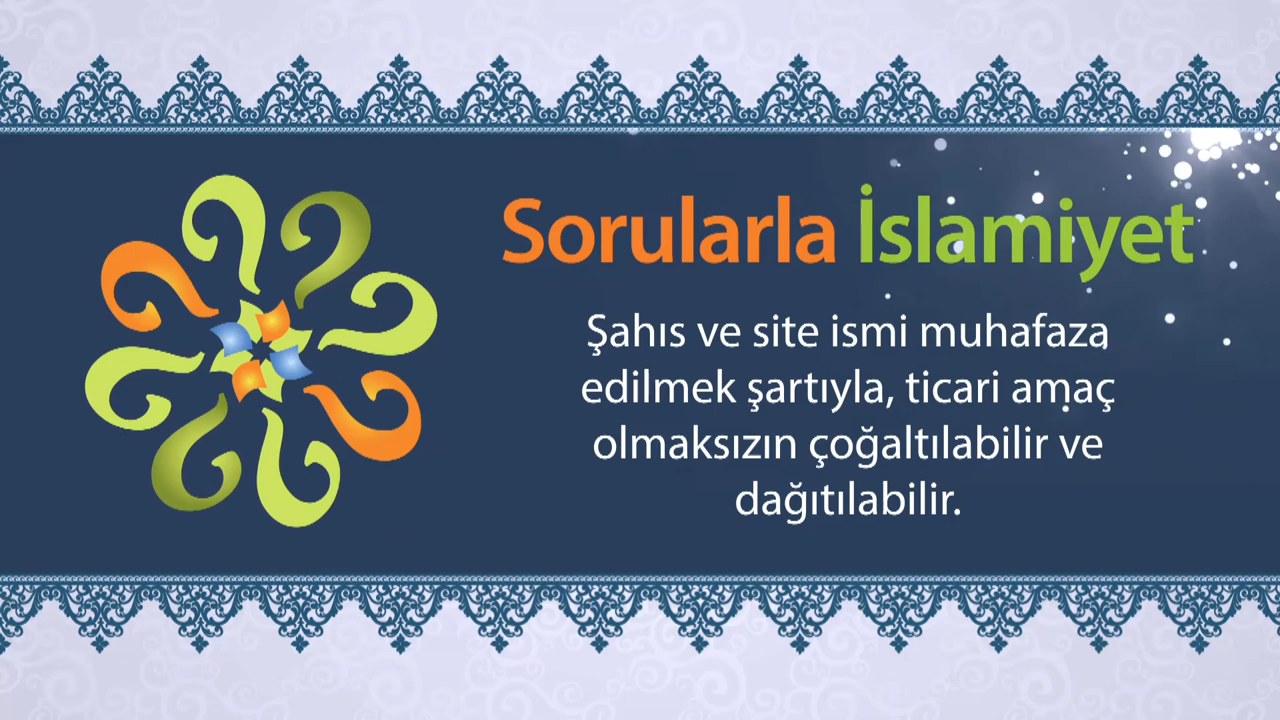 Sorularla İslamiyet
Şahıs ve site ismi muhafaza
edilmek şartıyla, ticari amaç
olmaksızın çoğaltılabilir ve
dağıtılabilir.